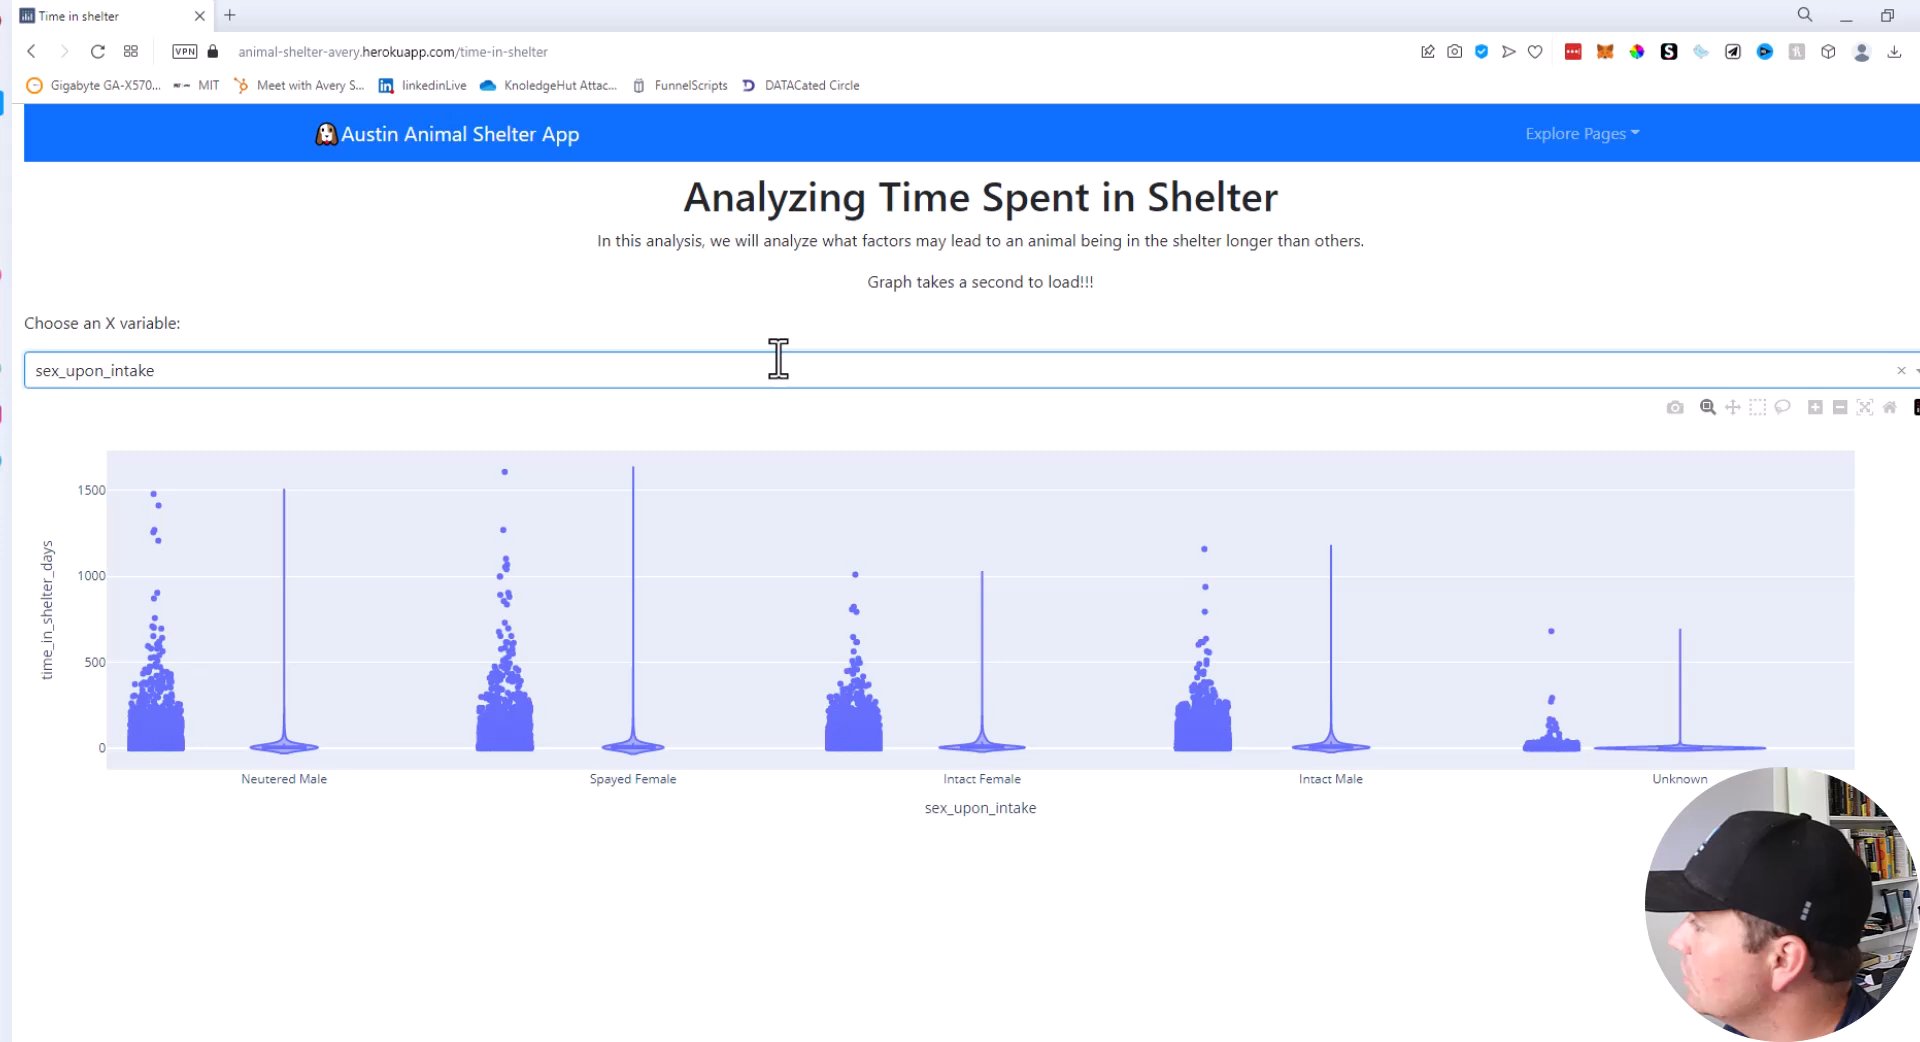 Time in shelter
VPN animal-shelter-avery.herokuapp.com/time-in-shelter
Gigabyte GA-X570... MIT Meet with Avery S... linkedinLive KnoledgeHut Attac... FunnelScripts DATACated Circle
Austin Animal Shelter App Explore Pages
Analyzing Time Spent in Shelter
In this analysis, we will analyze what factors may lead to an animal being in the shelter longer than others.
Graph takes a second to load!!!
Choose an X variable:
sex_upon_intake
time_in_shelter_days
1500
1000
500
0
Neutered Male Spayed Female Intact Female Intact Male Unknown
sex_upon_intake